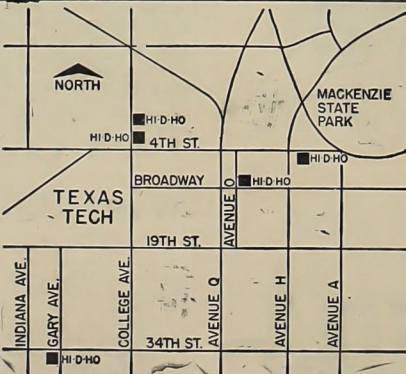 NORTH
MACKENZIE
STATE
PARK
HI-D-HO
HI-D-HO
4TH ST.
HI-D-HO
BROADWAY
HI-D-HO
TEXAS
TECH
AVENUE O
19TH ST.
INDIANA AVE.
GARY AVE.
COLLEGE AVE.
AVENUE Q
AVENUE H
AVENUE A
34TH ST.
HI-D-HO